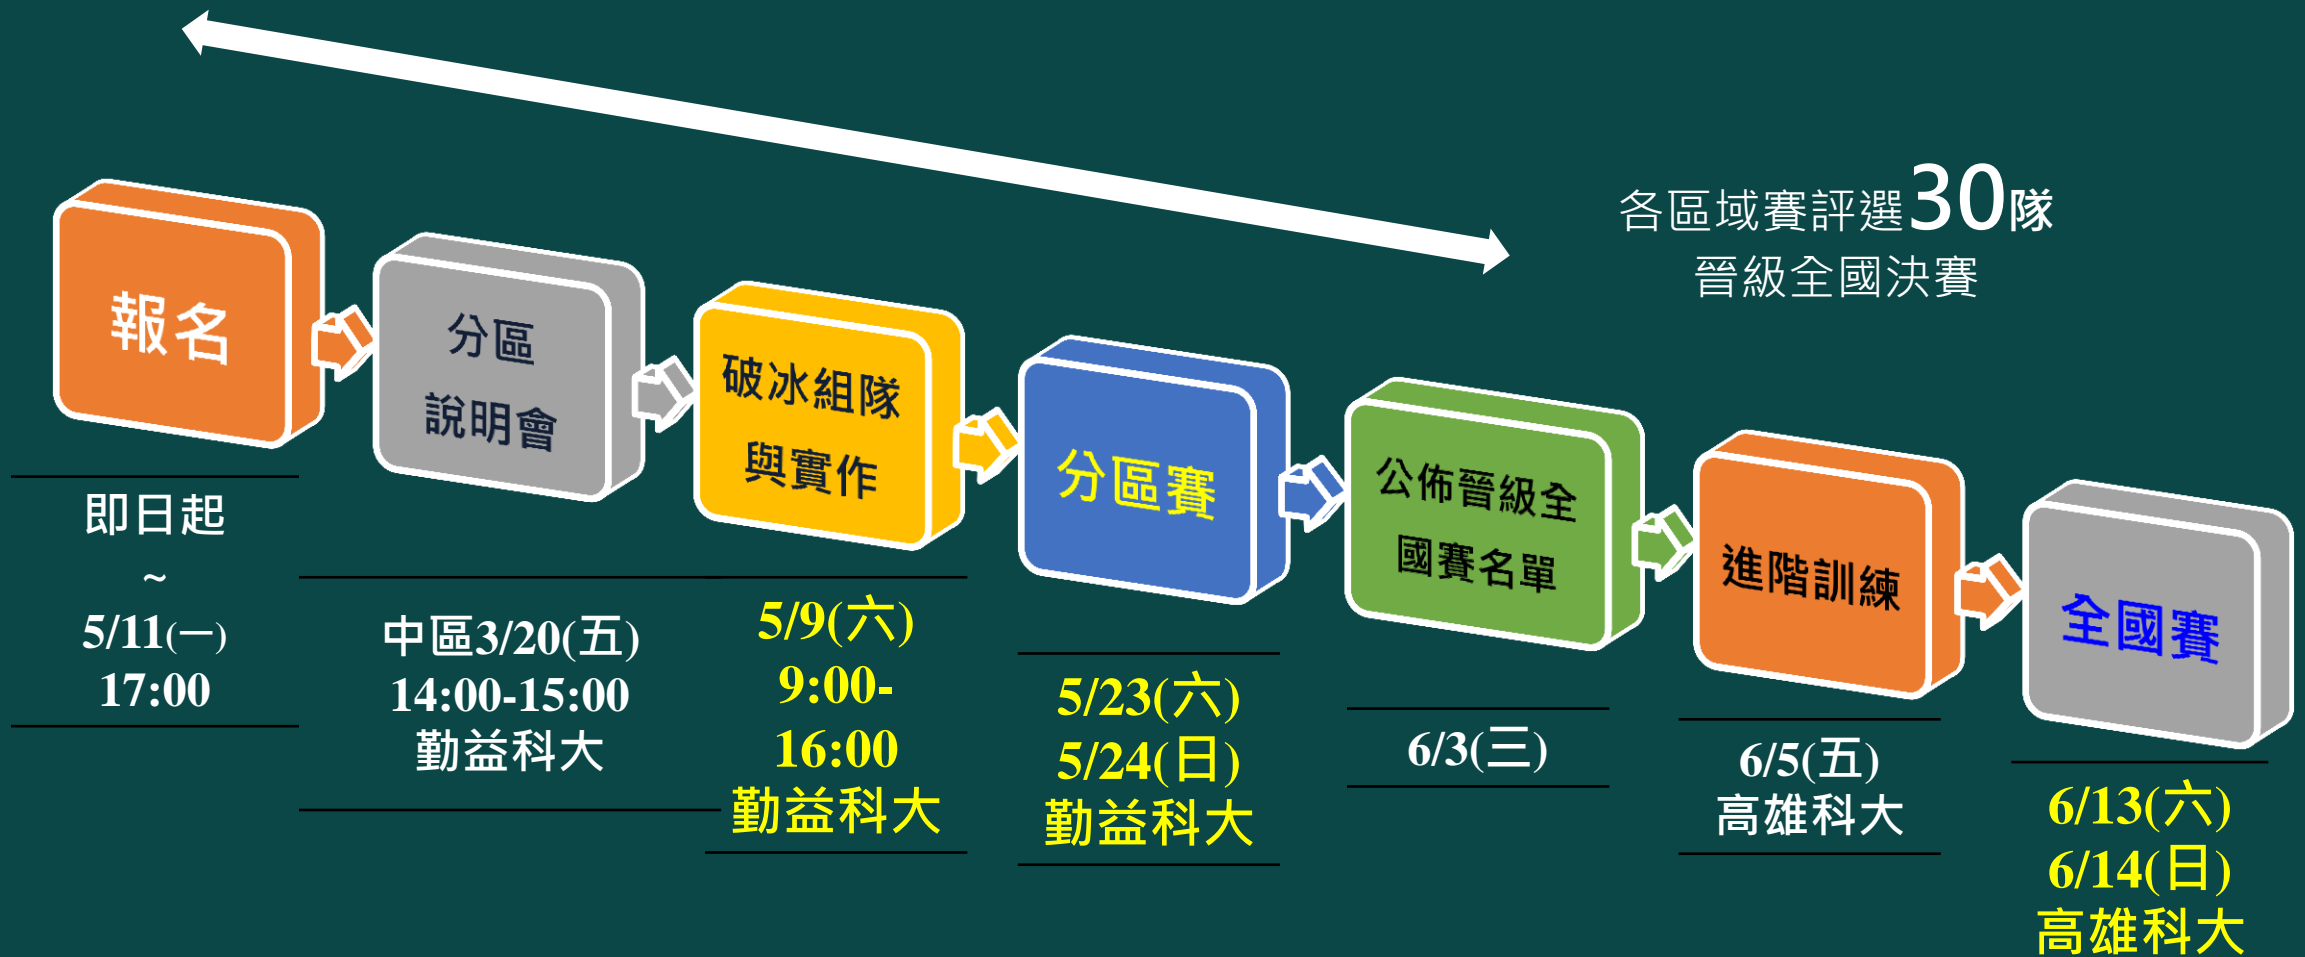 各區域賽評選30隊
晉級全國決賽
報名
即日起
~
5/11(一)
17:00
分區
說明會
中區3/20(五)
14:00-15:00
勤益科大
破冰組隊
與實作
5/9(六)
9:00-
16:00
勤益科大
分區賽
5/23(六)
5/24(日)
勤益科大
公佈晉級全
國賽名單
6/3(三)
進階訓練
6/5(五)
高雄科大
全國賽
6/13(六)
6/14(日)
高雄科大